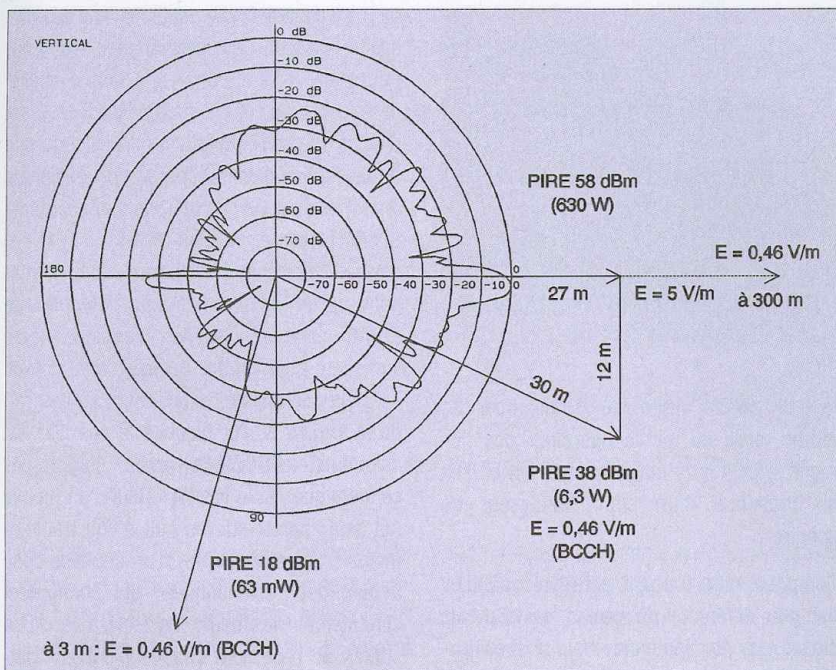 VERTICAL
0 dB
-10 dB
-20 dB
-30 dB
-40 dB
-50 dB
-60 dB
-70 dB
180
-70 -60 -50 -40 -30 -20 -10 0
0
90
PIRE 58 dBm
(630 W)
E = 0,46 V/m
à 300 m
27 m
E = 5 V/m
12 m
30 m
PIRE 38 dBm
(6,3 W)
E = 0,46 V/m
(BCCH)
PIRE 18 dBm
(63 mW)
à 3 m : E = 0,46 V/m (BCCH)